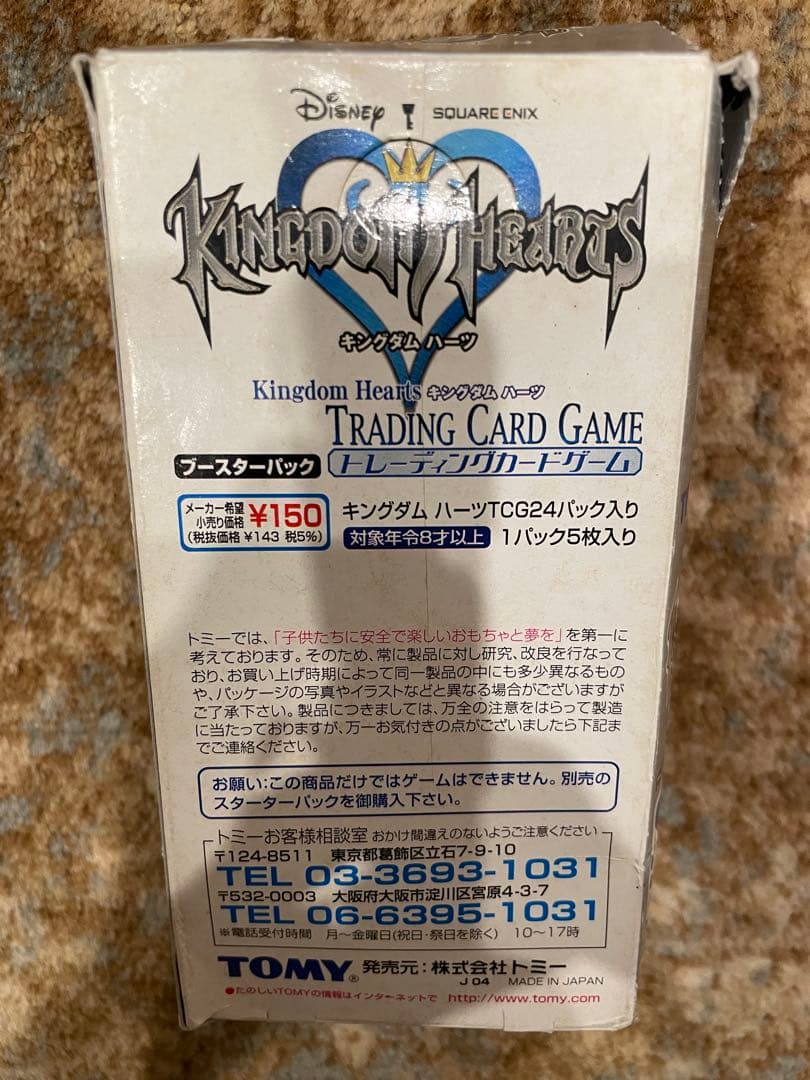 Disney SQUARE ENIX
KINGDOM HEARTS
キングダム ハーツ
Kingdom Hearts キングダム ハーツ
TRADING CARD GAME
ブースターパック トレーディングカードゲーム
メーカー希望
小売り価格 ¥150
(税抜価格 ¥143 税5%)
キングダム ハーツTCG24パック入り
対象年令8才以上 1パック5枚入り
トミーでは、「子供たちに安全で楽しいおもちゃと夢を」を第一に
考えております。そのため、常に製品に対し研究、改良を行なって
おり、お買い上げ時期によって同一製品の中にも多少異なるもの
や、パッケージの写真やイラストなどと異なる場合がございますが
ご了承下さい。製品につきましては、万全の注意をはらって製造
に当たっておりますが、万一お気付きの点がございましたら下記ま
でご連絡ください。
お願い:この商品だけではゲームはできません。別売の
スターターパックを御購入下さい。
トミーお客様相談室 おかけ間違えのないようご注意ください
〒124-8511 東京都葛飾区立石7-9-10
TEL 03-3693-1031
〒532-0003 大阪府大阪市淀川区宮原4-3-7
TEL 06-6395-1031
※電話受付時間 月〜金曜日(祝日・祭日を除く) 10〜17時
TOMY® 発売元:株式会社トミー
J 04 MADE IN JAPAN
●たのしいTOMYの情報はインターネットで http://www.tomy.com